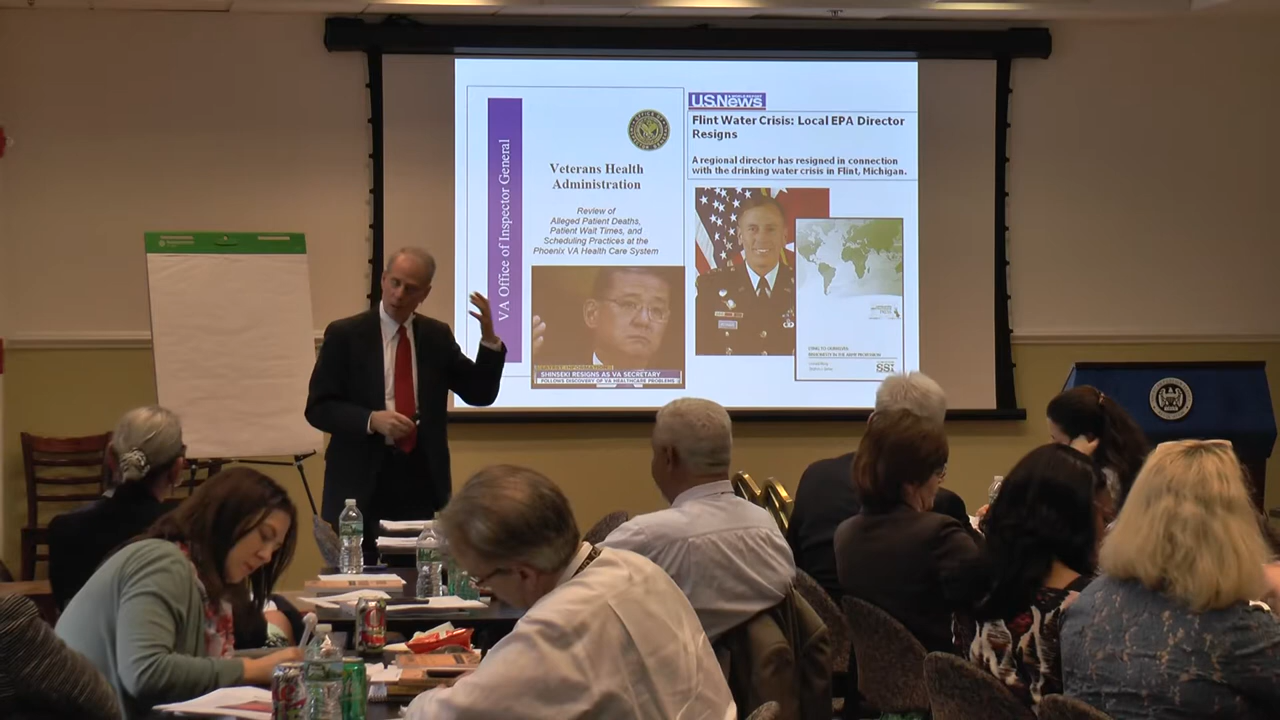 VA Office of Inspector General
Veterans Health
Administration
Review of
Alleged Patient Deaths,
Patient Wait Times, and
Scheduling Practices at the
Phoenix VA Health Care System
SHINSEKI RESIGNS AS VA SECRETARY
FOLLOWS DISCOVERY OF VA HEALTHCARE PROBLEMS
U.S.News
Flint Water Crisis: Local EPA Director
Resigns
A regional director has resigned in connection
with the drinking water crisis in Flint, Michigan.
SSI